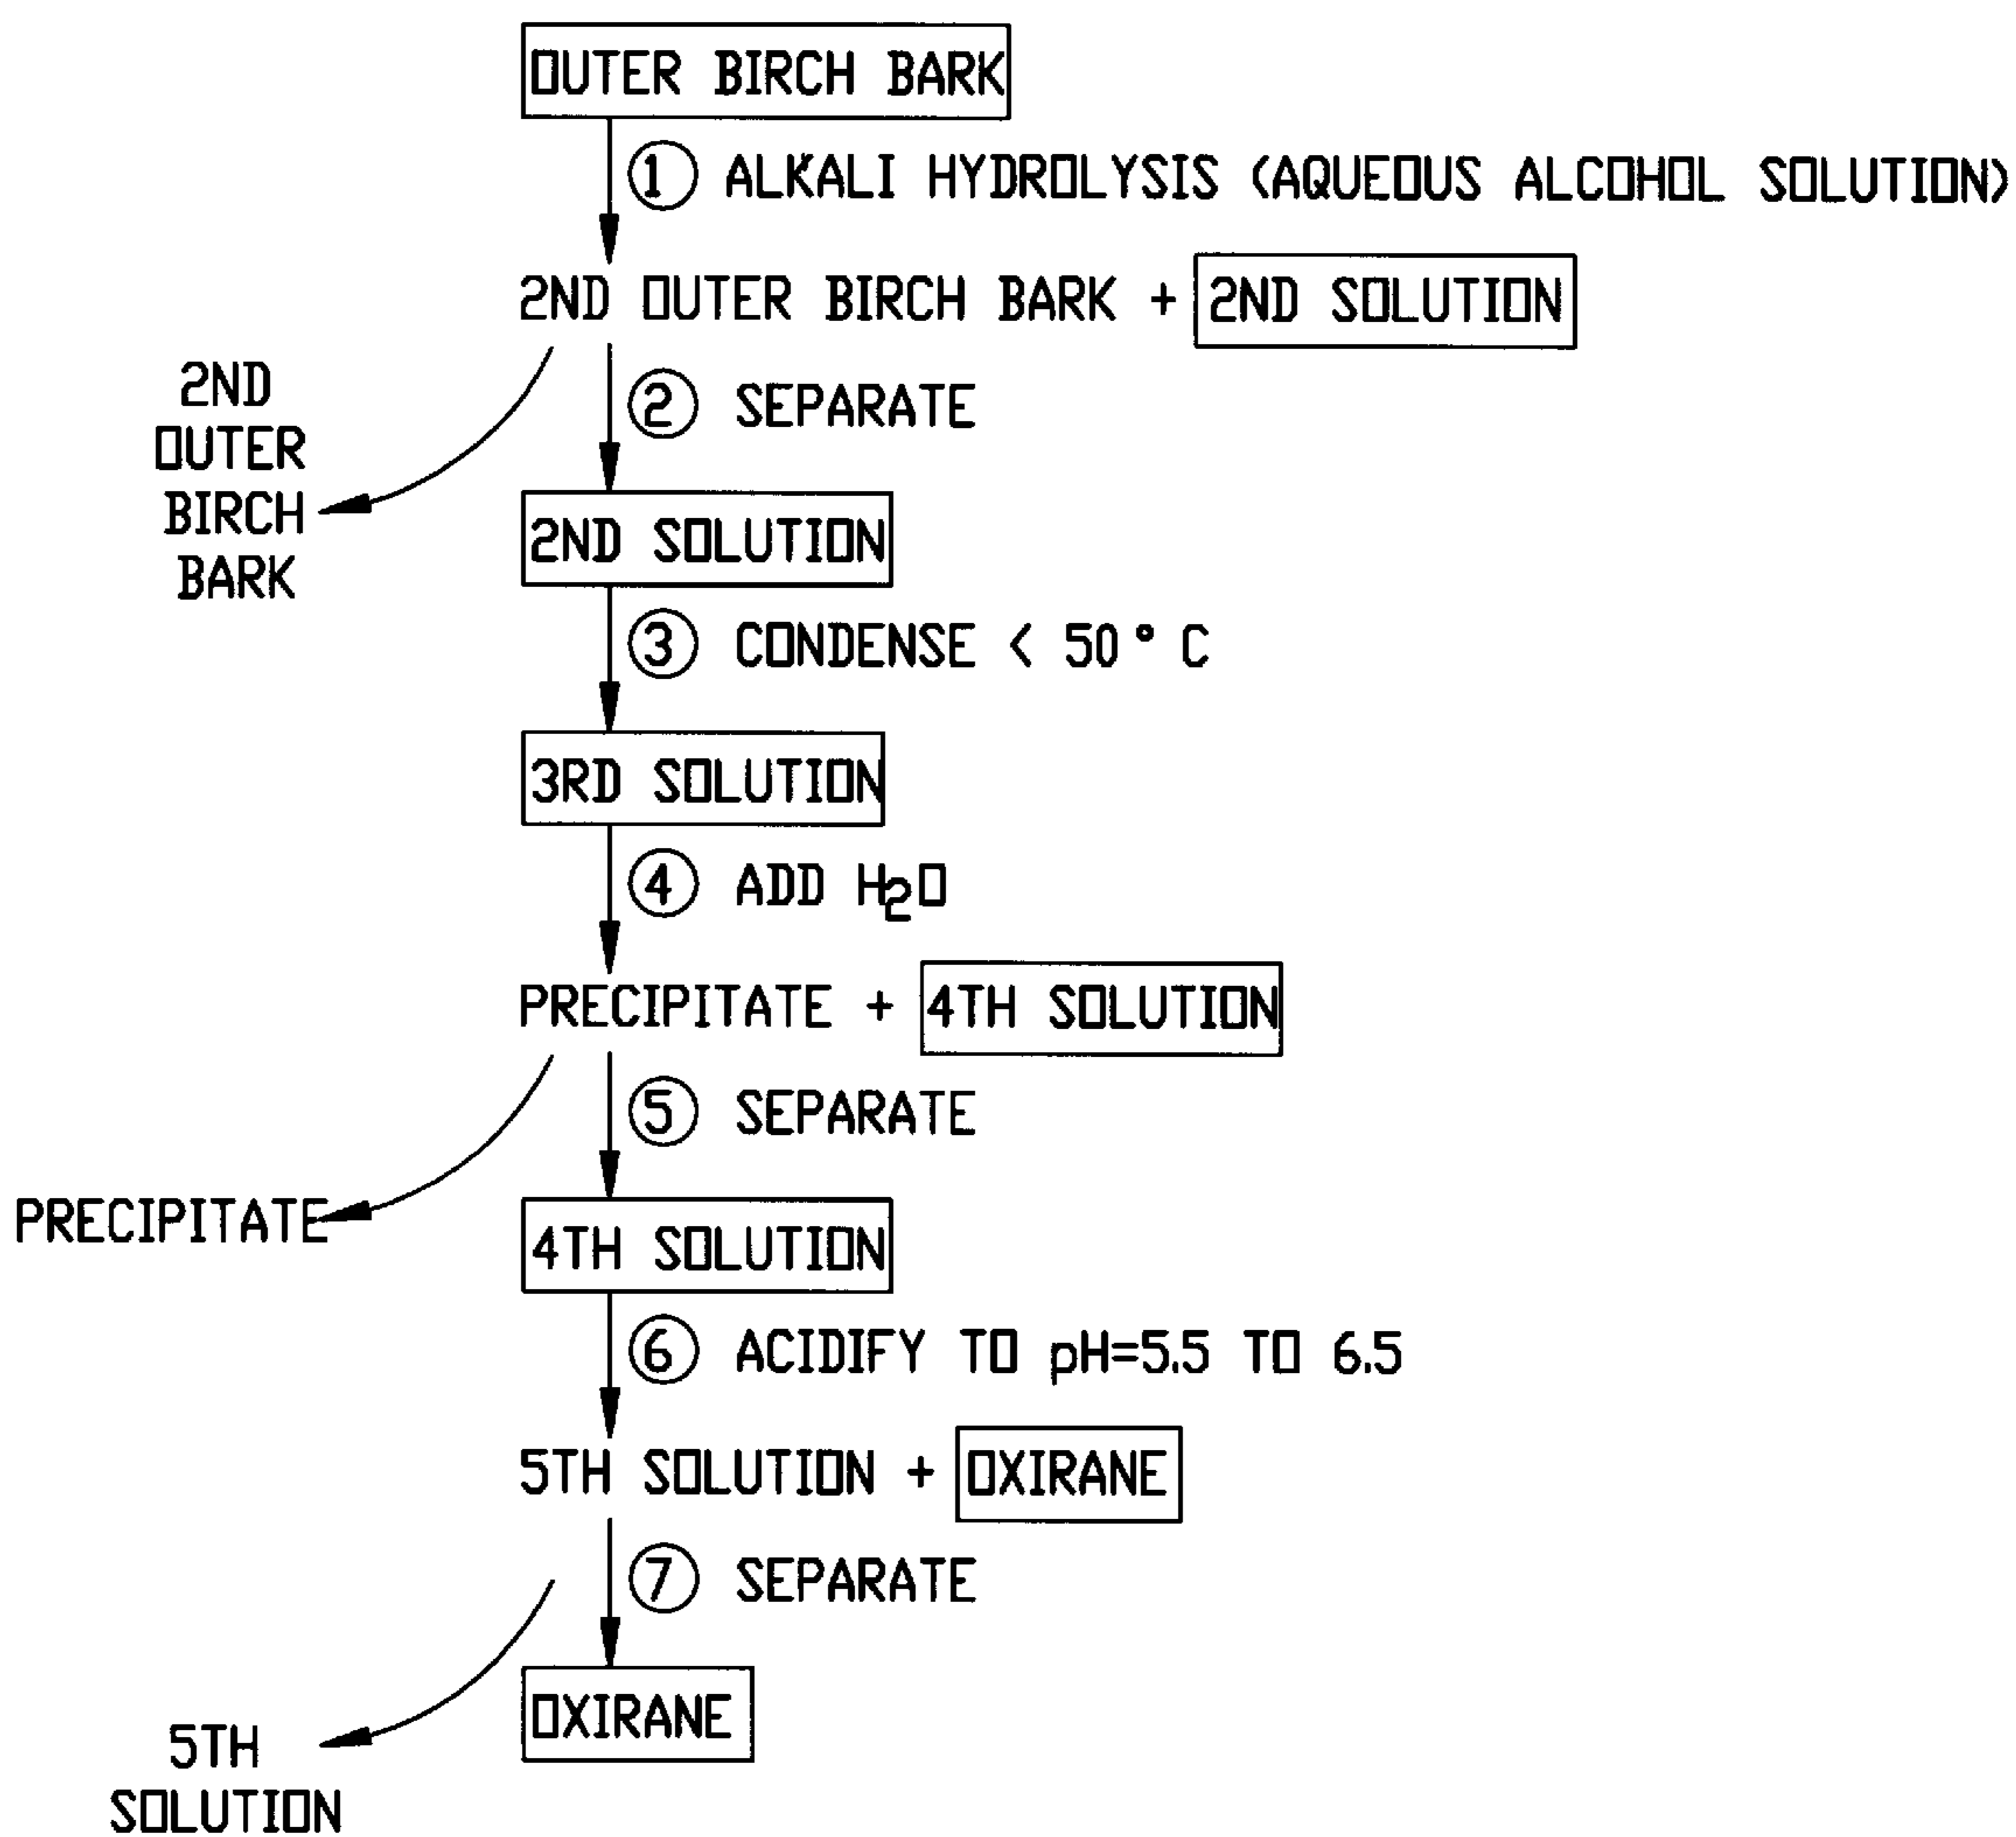 OUTER BIRCH BARK
① ALKALI HYDROLYSIS (AQUEOUS ALCOHOL SOLUTION)
2ND OUTER BIRCH BARK + 2ND SOLUTION
2ND
OUTER
BIRCH
BARK
② SEPARATE
2ND SOLUTION
③ CONDENSE < 50° C
3RD SOLUTION
④ ADD H₂O
PRECIPITATE + 4TH SOLUTION
⑤ SEPARATE
PRECIPITATE
4TH SOLUTION
⑥ ACIDIFY TO pH=5.5 TO 6.5
5TH SOLUTION + OXIRANE
⑦ SEPARATE
OXIRANE
5TH
SOLUTION